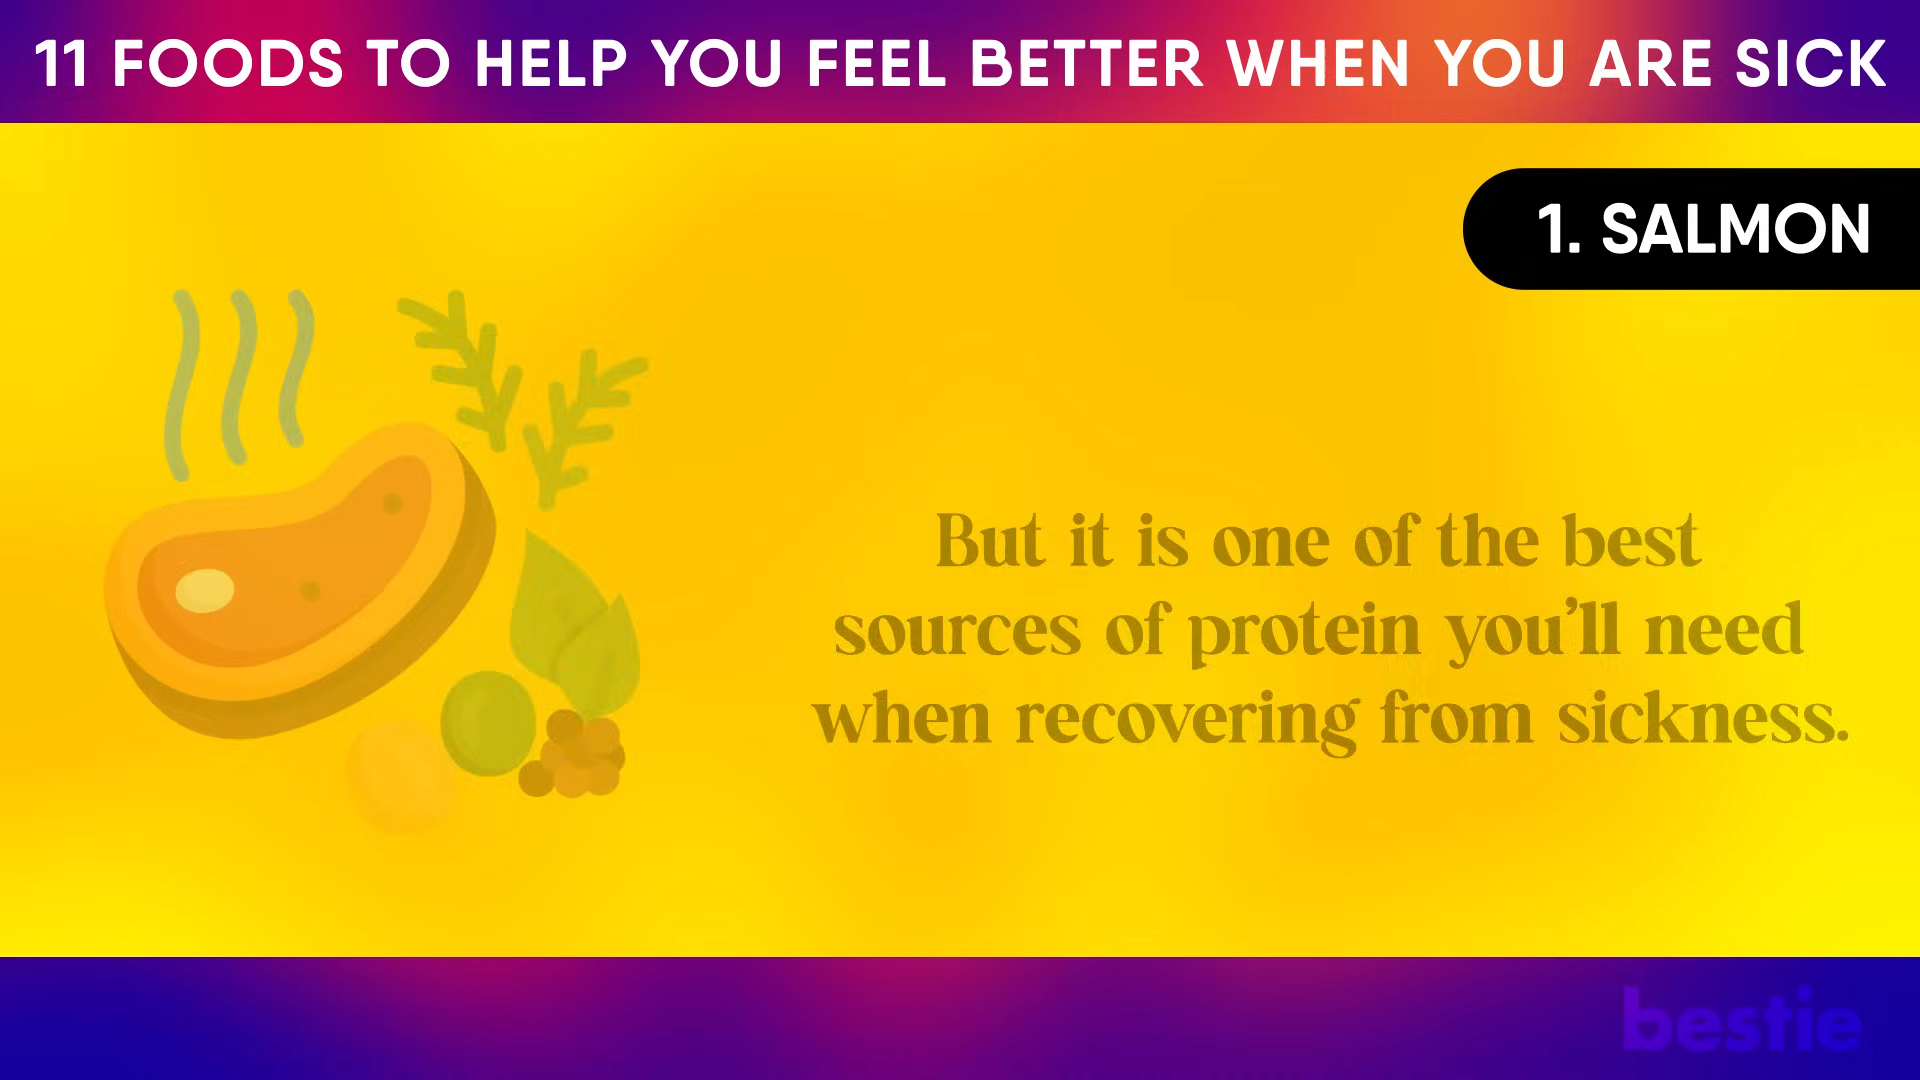 11 FOODS TO HELP YOU FEEL BETTER WHEN YOU ARE SICK
1. SALMON
But it is one of the best
sources of protein you’ll need
when recovering from sickness.
bestie